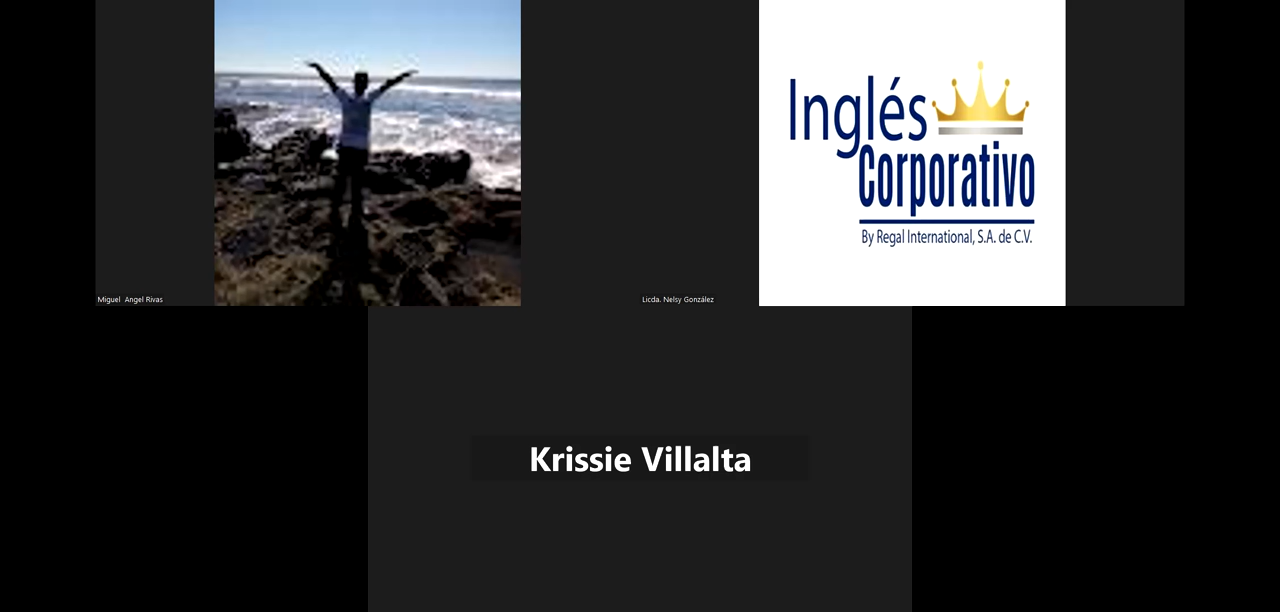 Inglés
Corporativo
By Regal International, S.A. de C.V.
Miguel Angel Rivas
Licda. Nelsy González
Krissie Villalta